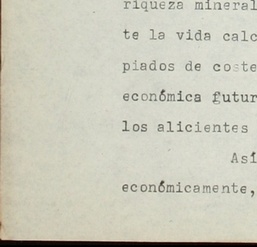 riqueza mineral
te la vida calc
piados de coste
económica futur
los alicientes
Así
económicamente,